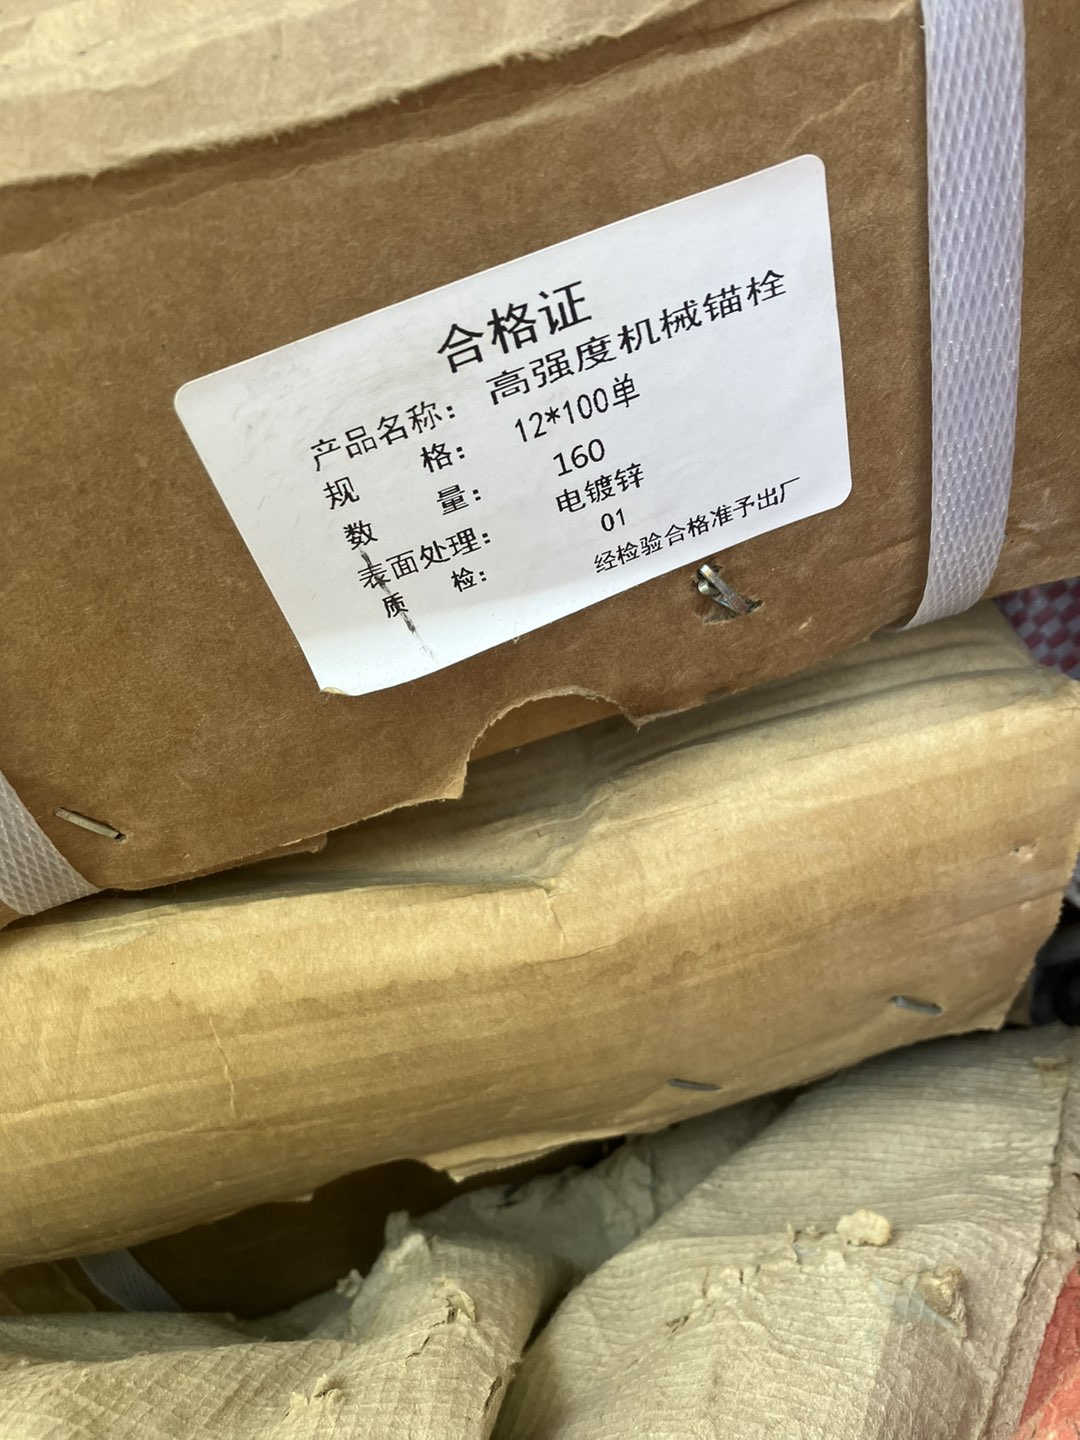 合格证
产品名称： 高强度机械锚栓
规 格： 12*100单
数 量： 160
表面处理： 电镀锌
质 检： 01
经检验合格准予出厂